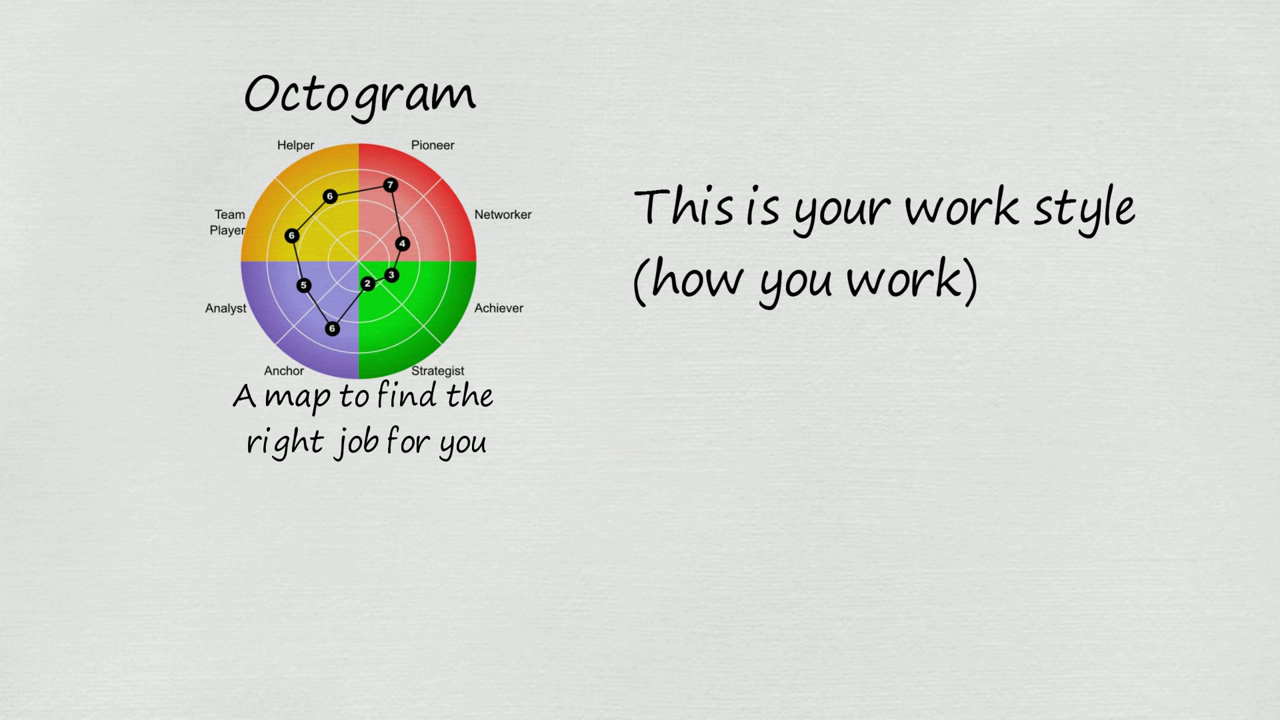 Octogram
Helper
Pioneer
Team
Player
Networker
Analyst
Achiever
Anchor
Strategist
6
7
6
4
3
5
2
6
A map to find the
right job for you
This is your work style
(how you work)